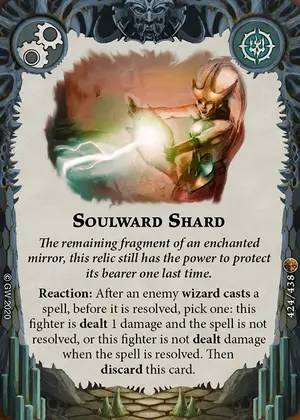 SOULWARD SHARD
The remaining fragment of an enchanted
mirror, this relic still has the power to protect
its bearer one last time.
Reaction: After an enemy wizard casts a
spell, before it is resolved, pick one: this
fighter is dealt 1 damage and the spell is not
resolved, or this fighter is not dealt damage
when the spell is resolved. Then
discard this card.
© GW 2020
424/438